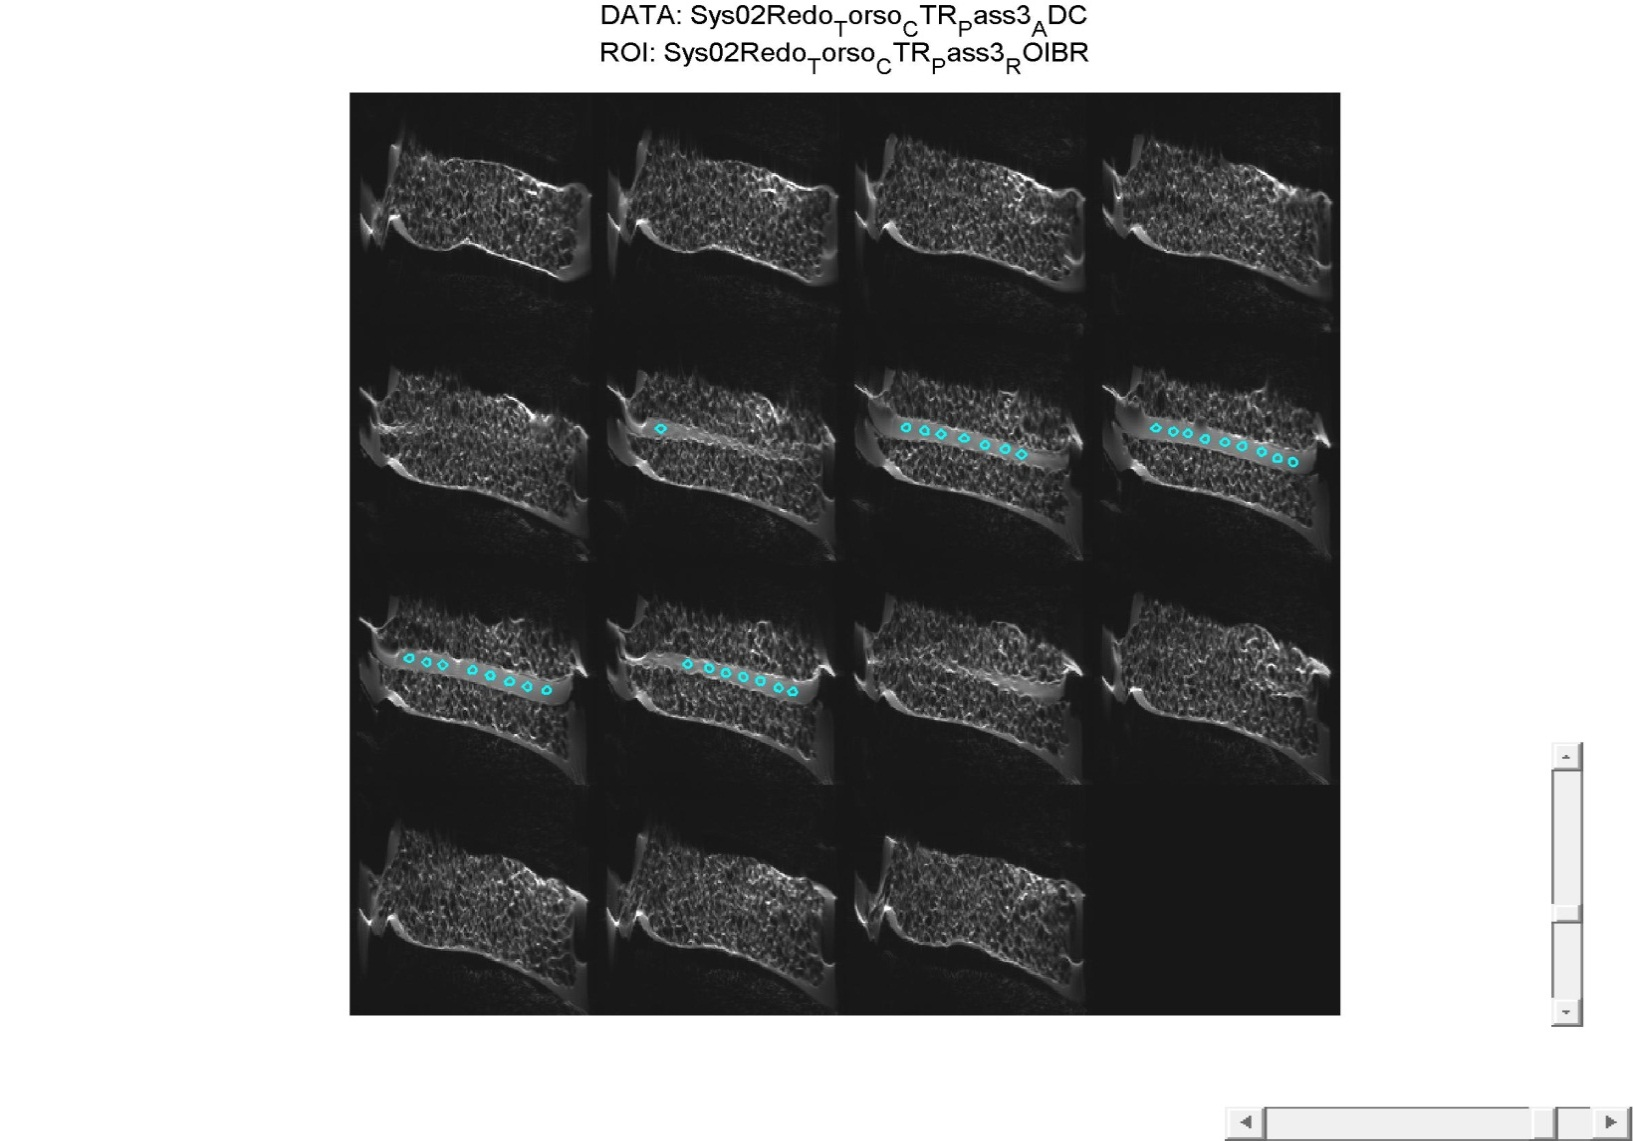 DATA: Sys02Redo_Torso_CTR_Pass3_ADC
ROI: Sys02Redo_Torso_CTR_Pass3_ROIBR